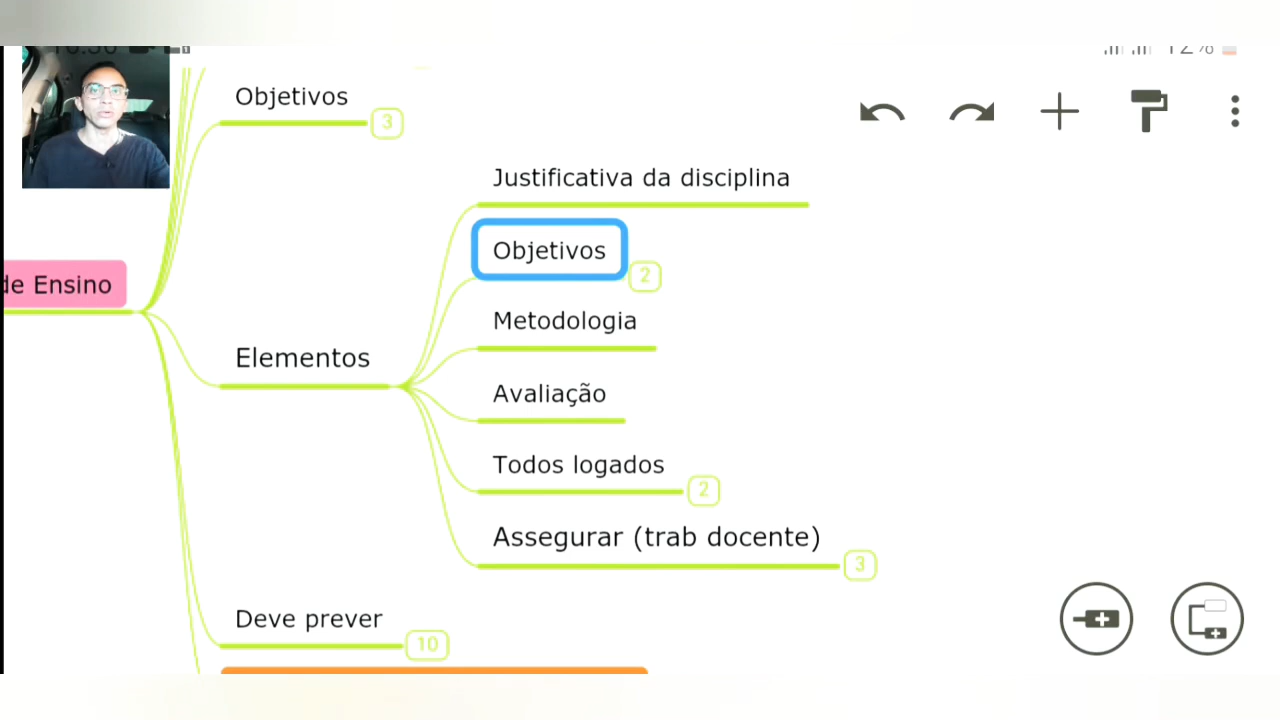 12%
Objetivos
3
Justificativa da disciplina
Objetivos
2
de Ensino
Metodologia
Elementos
Avaliação
Todos logados
2
Assegurar (trab docente)
3
Deve prever
10